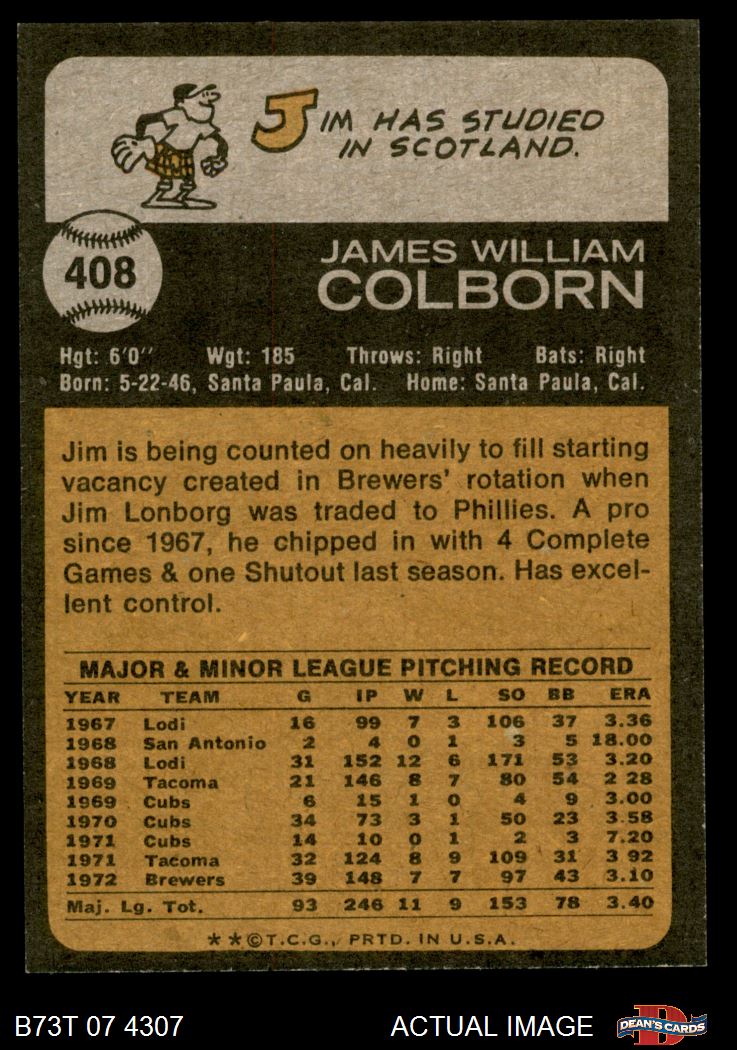 JIM HAS STUDIED
IN SCOTLAND.
408
JAMES WILLIAM
COLBORN
Hgt: 6'0" Wgt: 185 Throws: Right Bats: Right
Born: 5-22-46, Santa Paula, Cal. Home: Santa Paula, Cal.
Jim is being counted on heavily to fill starting
vacancy created in Brewers' rotation when
Jim Lonborg was traded to Phillies. A pro
since 1967, he chipped in with 4 Complete
Games & one Shutout last season. Has excel-
lent control.
MAJOR & MINOR LEAGUE PITCHING RECORD
YEAR TEAM G IP W L SO BB ERA
1967 Lodi 16 99 7 3 106 37 3.36
1968 San Antonio 2 4 0 1 3 5 18.00
1968 Lodi 31 152 12 6 171 53 3.20
1969 Tacoma 21 146 8 7 80 54 2 28
1969 Cubs 6 15 1 0 4 9 3.00
1970 Cubs 34 73 3 1 50 23 3.58
1971 Cubs 14 10 0 1 2 3 7.20
1971 Tacoma 32 124 8 9 109 31 3 92
1972 Brewers 39 148 7 7 97 43 3.10
Maj. Lg. Tot. 93 246 11 9 153 78 3.40
* * © T.C.G., PRTD. IN U.S.A.
B73T 07 4307 ACTUAL IMAGE D DEAN'S CARDS